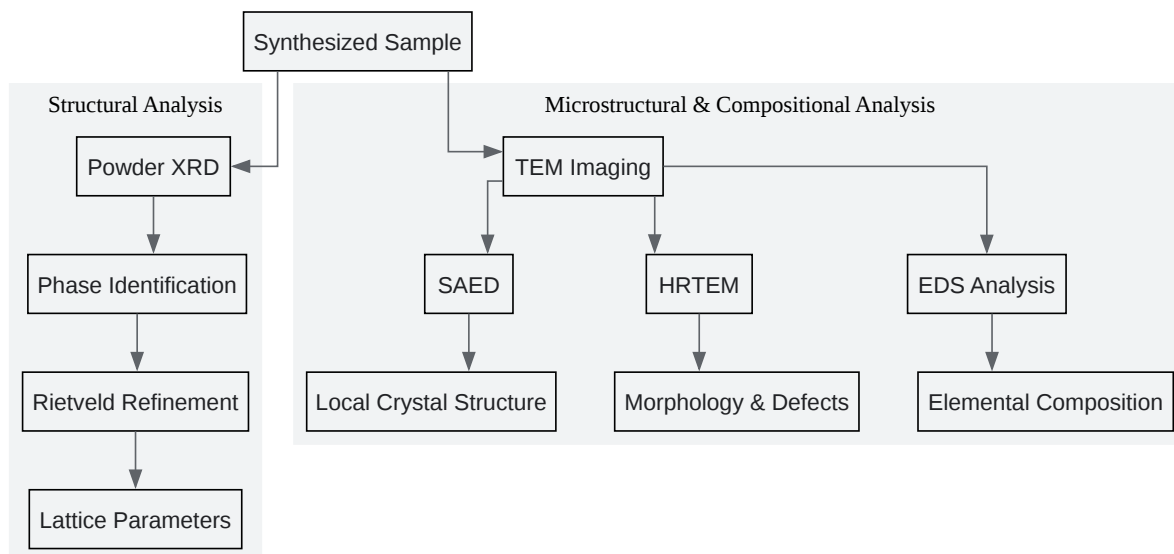 Synthesized Sample
Structural Analysis
Microstructural & Compositional Analysis
Powder XRD
TEM Imaging
Phase Identification
SAED
HRTEM
EDS Analysis
Rietveld Refinement
Local Crystal Structure
Morphology & Defects
Elemental Composition
Lattice Parameters